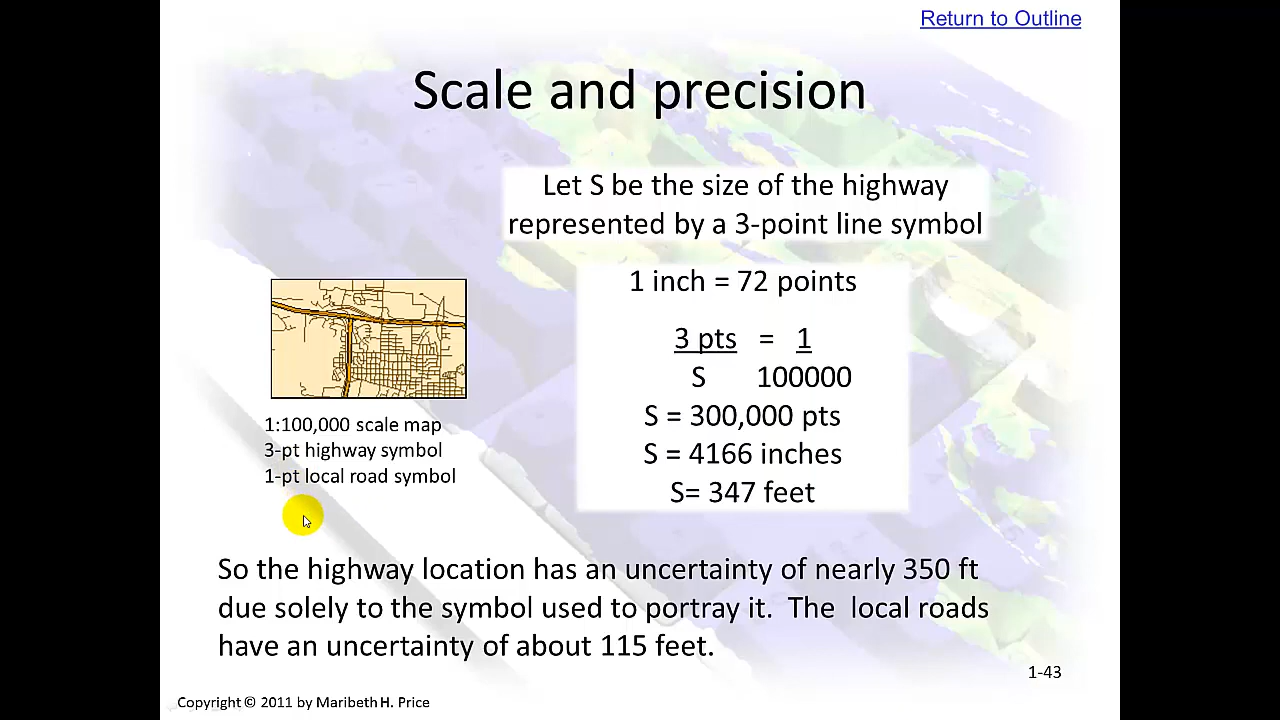 Return to Outline
Scale and precision
Let S be the size of the highway
represented by a 3-point line symbol
1 inch = 72 points
3 pts = 1
S 100000
S = 300,000 pts
S = 4166 inches
S= 347 feet
1:100,000 scale map
3-pt highway symbol
1-pt local road symbol
So the highway location has an uncertainty of nearly 350 ft
due solely to the symbol used to portray it. The local roads
have an uncertainty of about 115 feet.
1-43
Copyright © 2011 by Maribeth H. Price